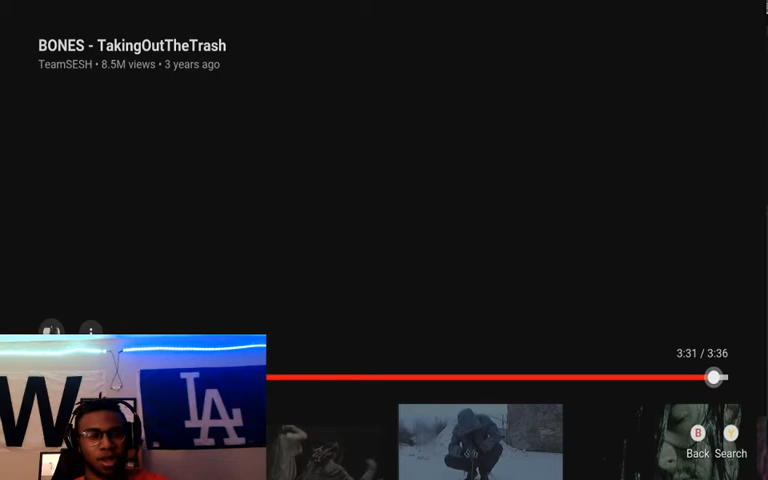 BONES - TakingOutTheTrash
TeamSESH • 8.5M views • 3 years ago
3:31 / 3:36
W
LA
B Y
Back Search